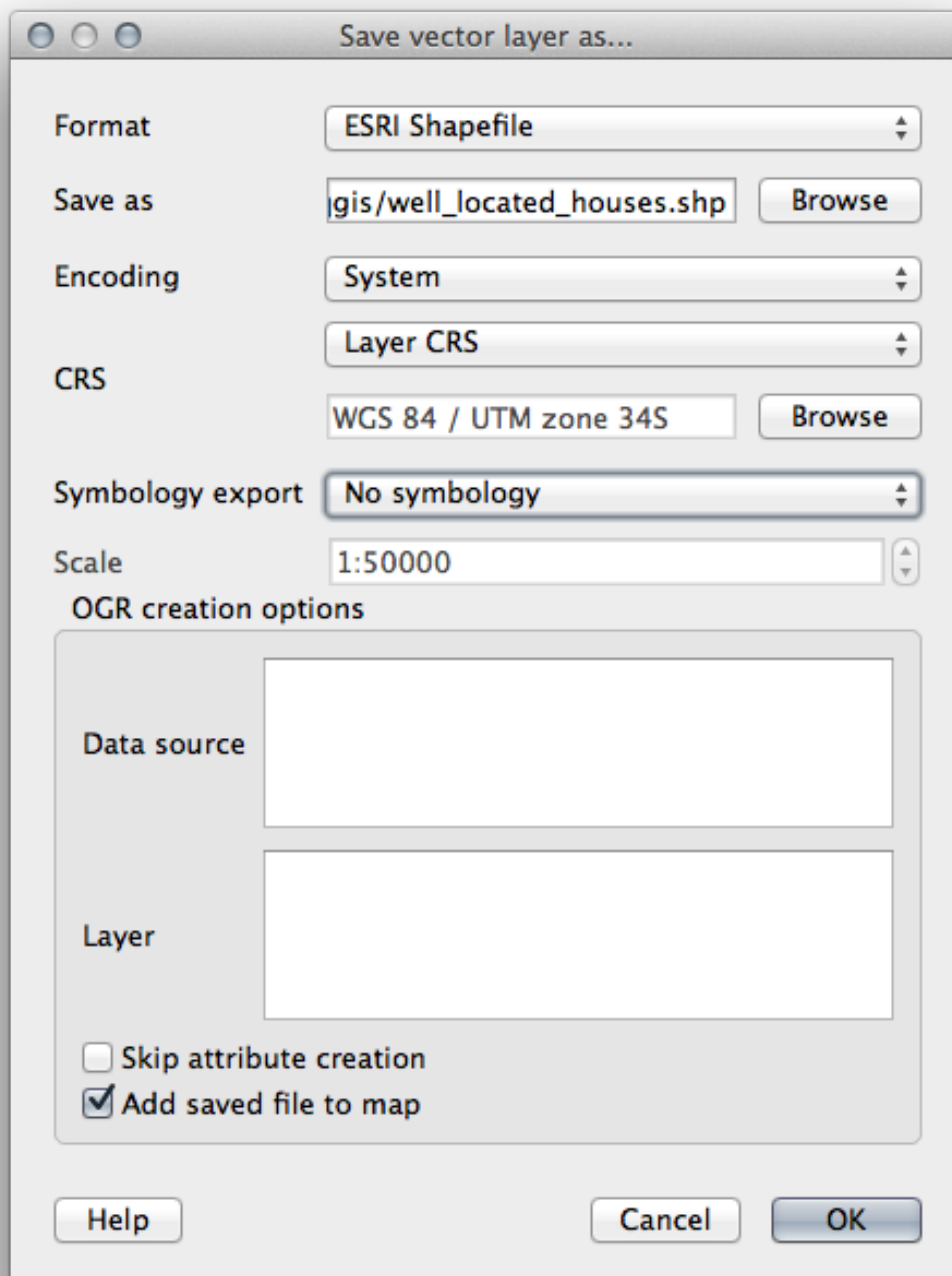 Save vector layer as...
Format ESRI Shapefile
Save as gis/well_located_houses.shp Browse
Encoding System
Layer CRS
CRS
WGS 84 / UTM zone 34S Browse
Symbology export No symbology
Scale 1:50000
OGR creation options
Data source
Layer
Skip attribute creation
Add saved file to map
Help Cancel OK